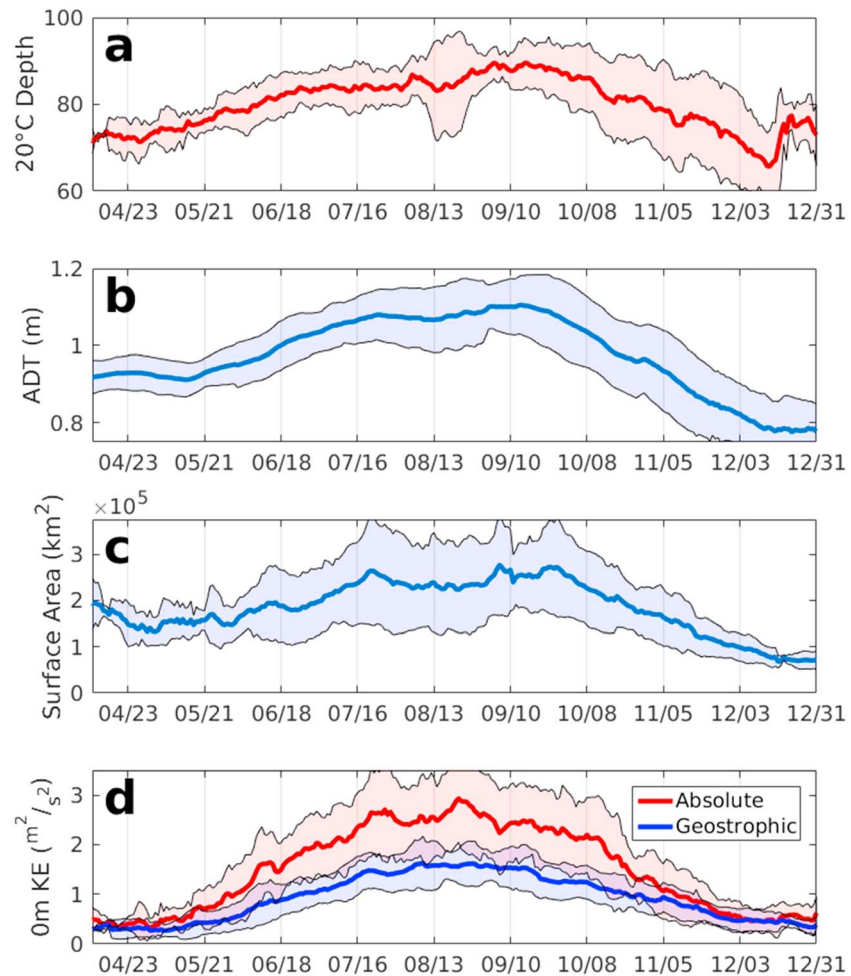 a
100
80
60
20°C Depth
04/23 05/21 06/18 07/16 08/13 09/10 10/08 11/05 12/03 12/31
b
1.2
1
0.8
ADT (m)
04/23 05/21 06/18 07/16 08/13 09/10 10/08 11/05 12/03 12/31
×10⁵
c
3
2
1
0
Surface Area (km²)
04/23 05/21 06/18 07/16 08/13 09/10 10/08 11/05 12/03 12/31
d
3
2
1
0
0m KE (m²/s²)
Absolute
Geostrophic
04/23 05/21 06/18 07/16 08/13 09/10 10/08 11/05 12/03 12/31